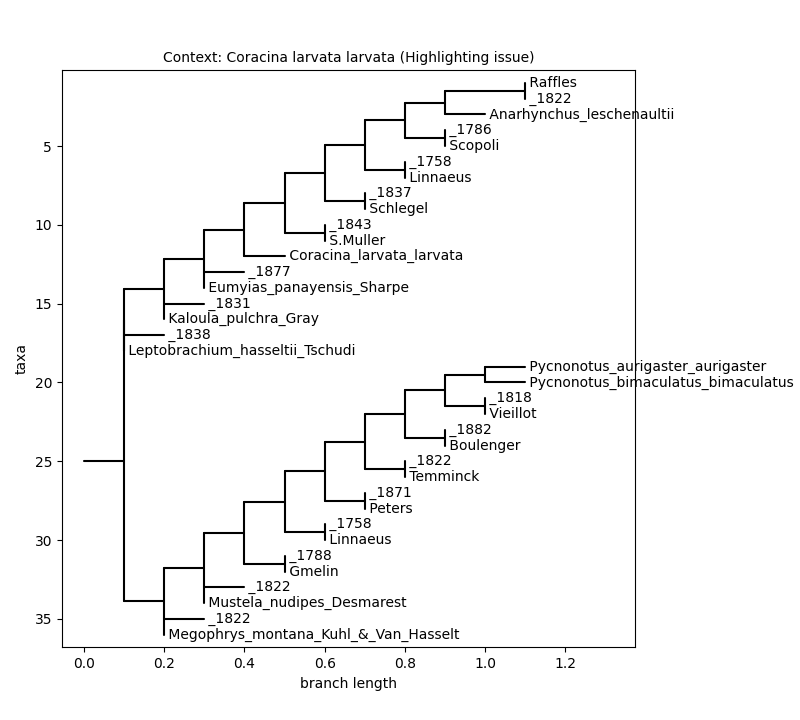 Context: Coracina larvata larvata (Highlighting issue)
Raffles
_1822
Anarhynchus_leschenaultii
_1786
Scopoli
_1758
Linnaeus
_1837
Schlegel
_1843
S.Muller
Coracina_larvata_larvata
_1877
Eumyias_panayensis_Sharpe
_1831
Kaloula_pulchra_Gray
_1838
Leptobrachium_hasseltii_Tschudi
Pycnonotus_aurigaster_aurigaster
Pycnonotus_bimaculatus_bimaculatus
_1818
Vieillot
_1882
Boulenger
_1822
Temminck
_1871
Peters
_1758
Linnaeus
_1788
Gmelin
_1822
Mustela_nudipes_Desmarest
_1822
Megophrys_montana_Kuhl_&_Van_Hasselt
5
10
15
20
25
30
35
taxa
0.0 0.2 0.4 0.6 0.8 1.0 1.2
branch length